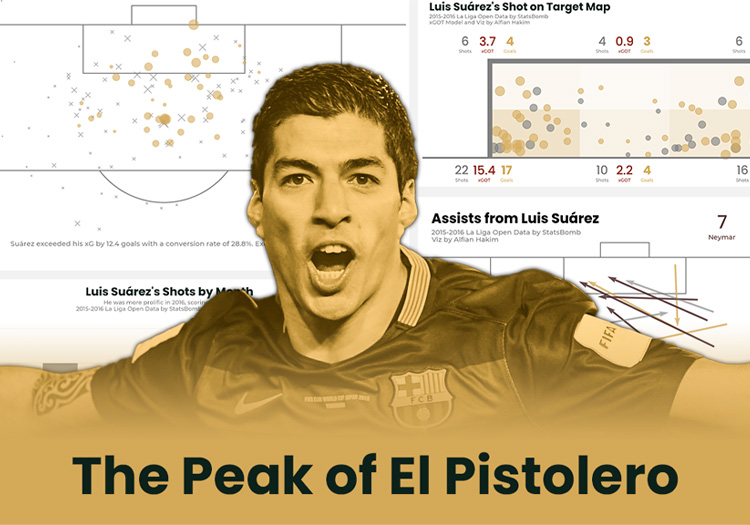 Luis Suárez's Shot on Target Map
2015-2016 La Liga Open Data by StatsBomb
xGOT Model and Viz by Alfian Hakim
6 3.7 4
Shots xGOT Goals
4 0.9 3
Shots xGOT Goals
6
Shots
22 15.4 17
Shots xGOT Goals
10 2.2 4
Shots xGOT Goals
16
Shots
Suárez exceeded his xG by 12.4 goals with a conversion rate of 28.8%.
Assists from Luis Suárez
2015-2016 La Liga Open Data by StatsBomb
Viz by Alfian Hakim
7
Neymar
Luis Suárez's Shots by Month
He was more prolific in 2016,
2015-2016 La Liga Open Data by StatsBomb
FIFA
FCB
The Peak of El Pistolero